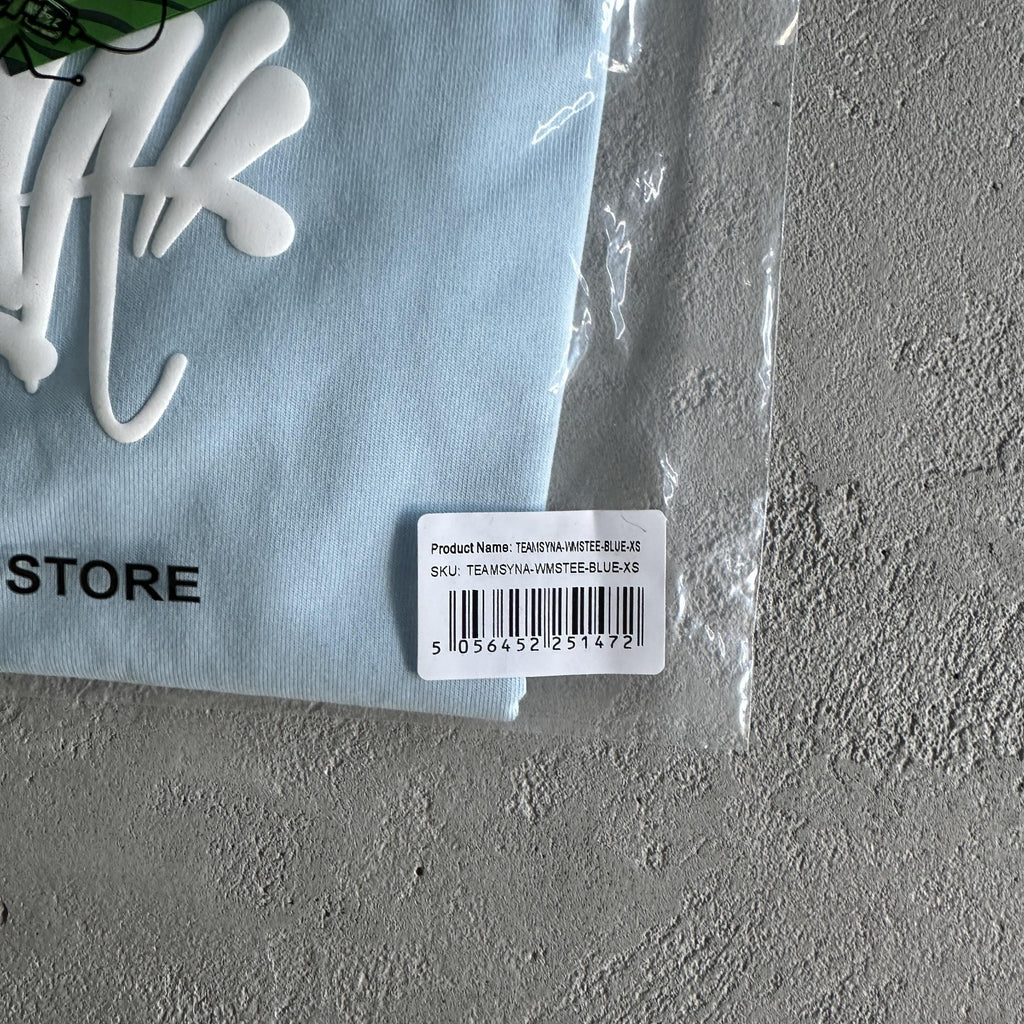 STORE
Product Name: TEAMSYNA-WMSTEE-BLUE-XS
SKU: TEAMSYNA-WMSTEE-BLUE-XS
5 056452 251472